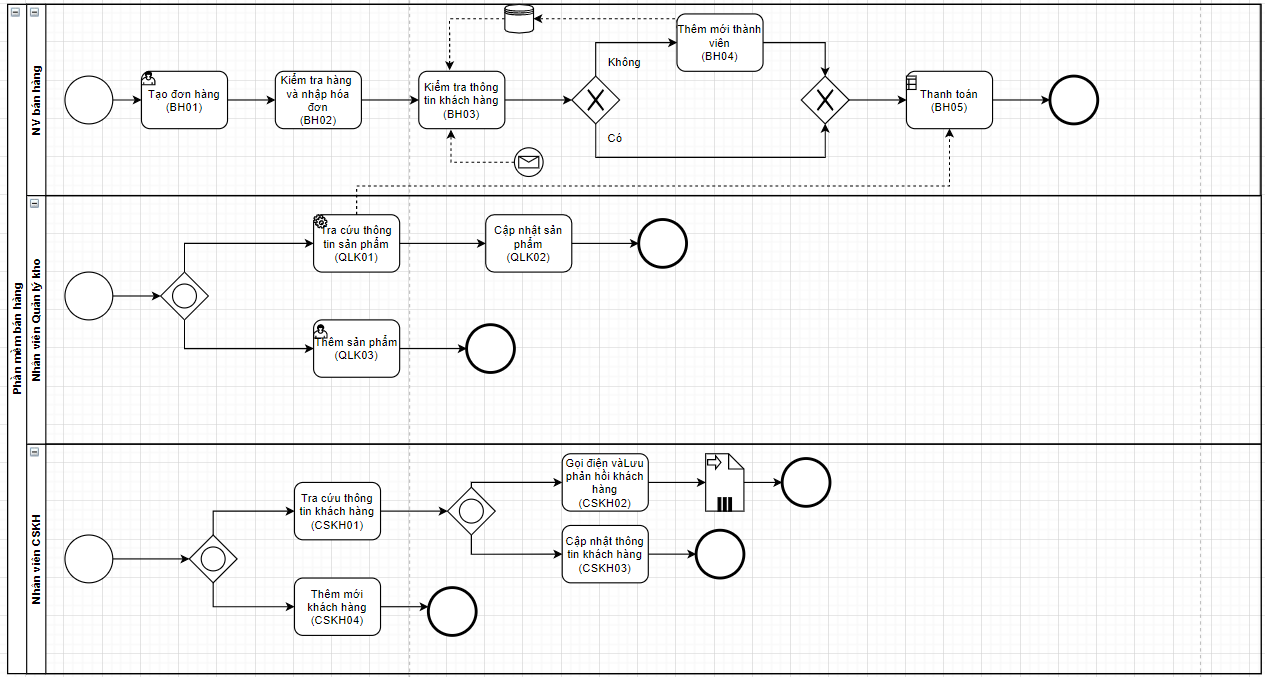 Phần mềm bán hàng
NV bán hàng
Tạo đơn hàng
(BH01)
Kiểm tra hàng
và nhập hóa
đơn
(BH02)
Kiểm tra thông
tin khách hàng
(BH03)
Không
Có
Thêm mới thành
viên
(BH04)
Thanh toán
(BH05)
Nhân viên Quản lý kho
Tra cứu thông
tin sản phẩm
(QLK01)
Cập nhật sản
phẩm
(QLK02)
Thêm sản phẩm
(QLK03)
Nhân viên CSKH
Tra cứu thông
tin khách hàng
(CSKH01)
Gọi điện vàLưu
phản hồi khách
hàng
(CSKH02)
Cập nhật thông
tin khách hàng
(CSKH03)
Thêm mới
khách hàng
(CSKH04)